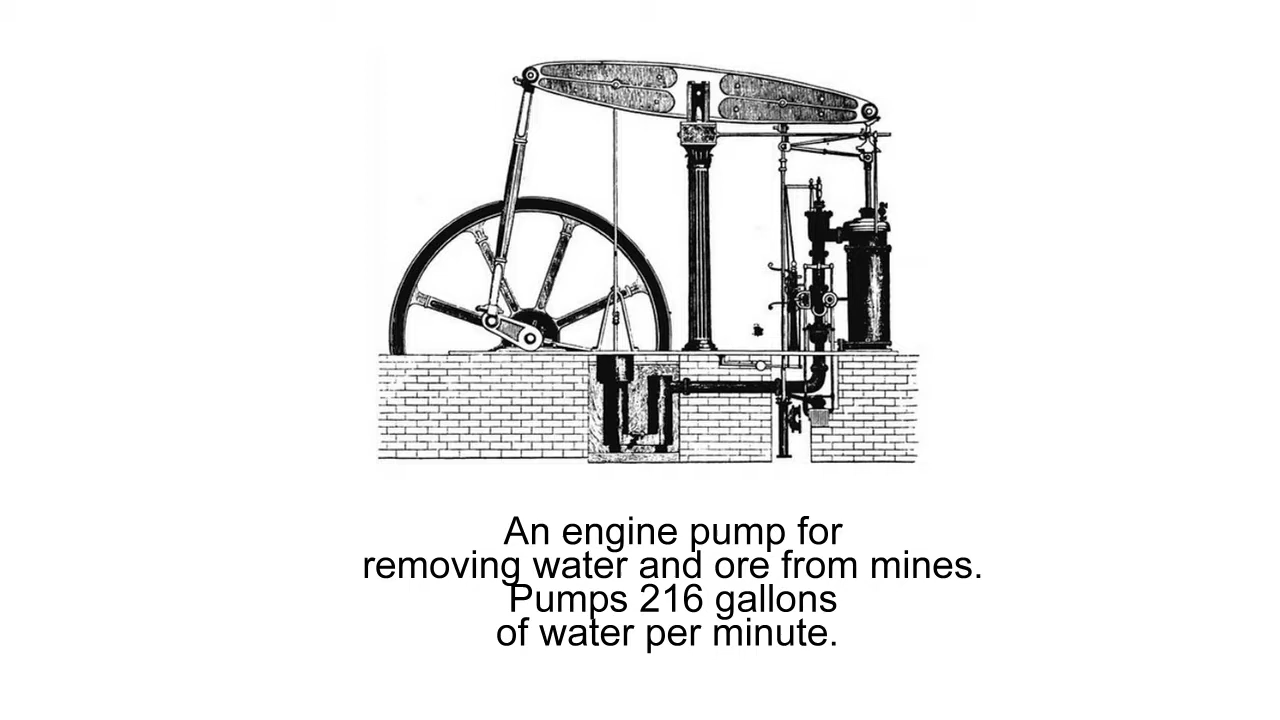 An engine pump for
removing water and ore from mines.
Pumps 216 gallons
of water per minute.